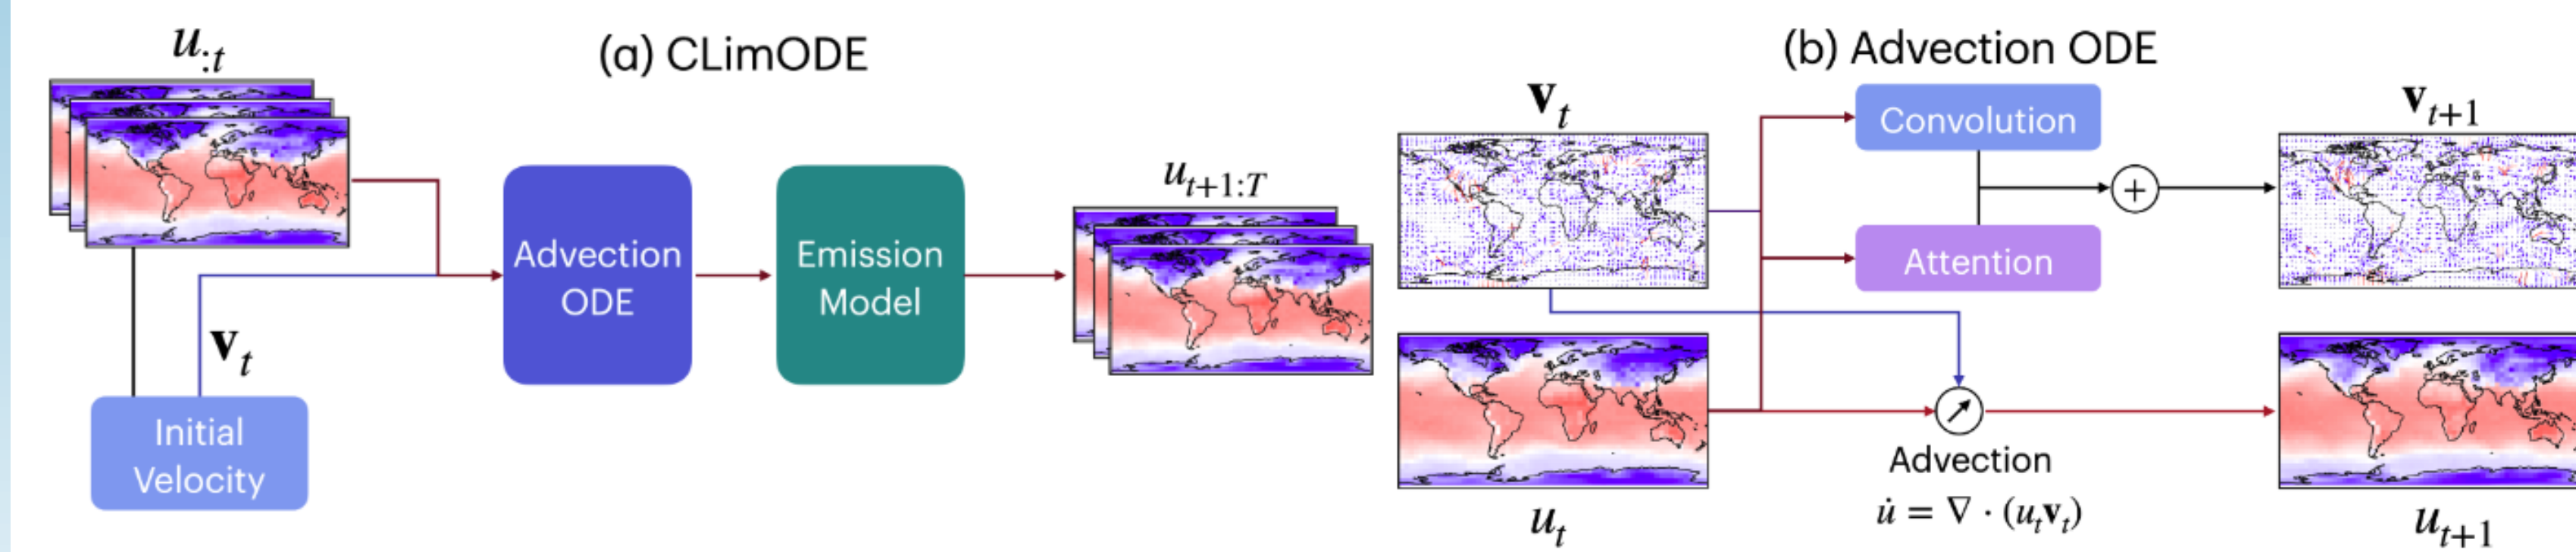 (a) CLimODE
u:t
vt
Initial
Velocity
Advection
ODE
Emission
Model
ut+1:T
(b) Advection ODE
vt
Convolution
Attention
+
vt+1
ut
Advection
u̇ = ∇ · (utvt)
ut+1